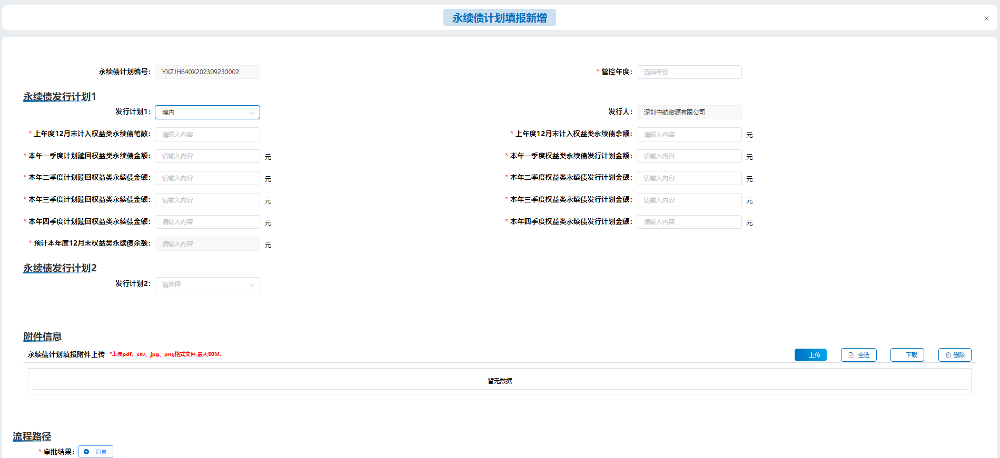 永续债计划填报新增
永续债计划编号: YXZJH640X202309230002
* 管控年度: 选择年份
永续债发行计划1
发行计划1: 境内
发行人: 深圳中航资源有限公司
* 上年度12月末计入权益类永续债笔数: 请输入内容
* 上年度12月末计入权益类永续债余额: 请输入内容 元
* 本年一季度计划赎回权益类永续债金额: 请输入内容 元
* 本年一季度权益类永续债发行计划金额: 请输入内容 元
* 本年二季度计划赎回权益类永续债金额: 请输入内容 元
* 本年二季度权益类永续债发行计划金额: 请输入内容 元
* 本年三季度计划赎回权益类永续债金额: 请输入内容 元
* 本年三季度权益类永续债发行计划金额: 请输入内容 元
* 本年四季度计划赎回权益类永续债金额: 请输入内容 元
* 本年四季度权益类永续债发行计划金额: 请输入内容 元
* 预计本年度12月末权益类永续债余额: 请输入内容 元
永续债发行计划2
发行计划2: 请选择
附件信息
永续债计划填报附件上传 *上传pdf、csv、jpg、png格式文件,最大50M.
上传 全选 下载 删除
暂无数据
流程路径
* 审批结果: 同意